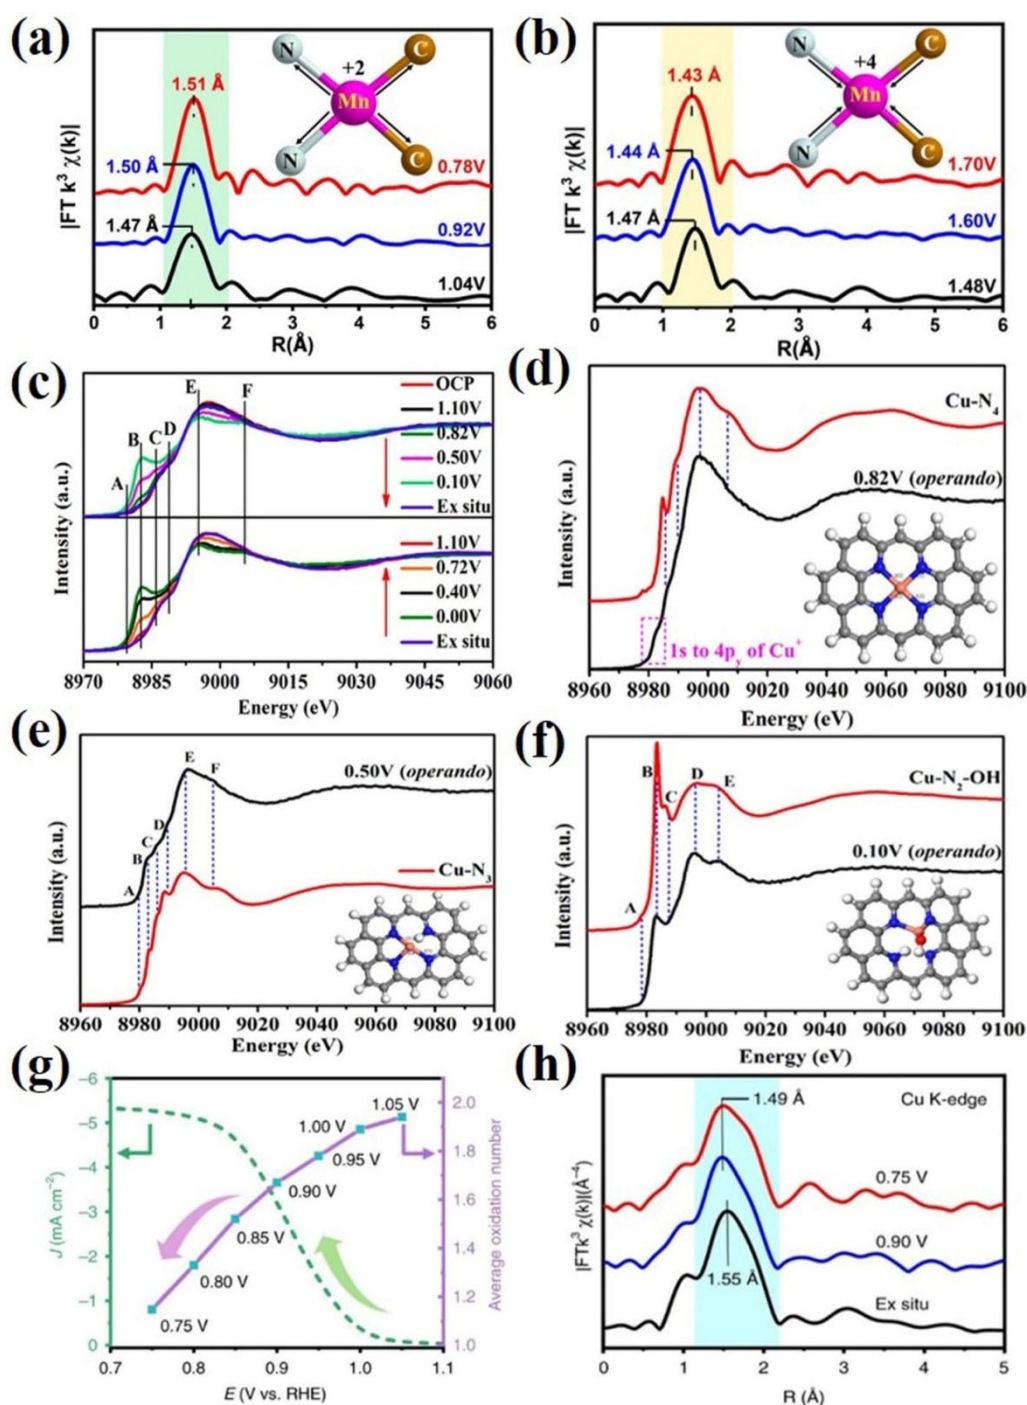 (a)
N
C
+2
Mn
N
C
1.51 Å
1.50 Å
1.47 Å
0.78V
0.92V
1.04V
|FT k³ χ(k)|
0 1 2 3 4 5 6
R(Å)
(b)
N
C
+4
Mn
N
C
1.43 Å
1.44 Å
1.47 Å
1.70V
1.60V
1.48V
|FT k³ χ(k)|
0 1 2 3 4 5 6
R(Å)
(c)
A B C D E F
OCP
1.10V
0.82V
0.50V
0.10V
Ex situ
1.10V
0.72V
0.40V
0.00V
Ex situ
Intensity (a.u.)
8970 8985 9000 9015 9030 9045 9060
Energy (eV)
(d)
Cu-N₄
0.82V (operando)
1s to 4pᵧ of Cu⁺
Intensity (a.u.)
8960 8980 9000 9020 9040 9060 9080 9100
Energy (eV)
(e)
A B C D E F
0.50V (operando)
Cu-N₃
Intensity (a.u.)
8960 8980 9000 9020 9040 9060 9080 9100
Energy (eV)
(f)
A B C D E
Cu-N₂-OH
0.10V (operando)
Intensity (a.u.)
8960 8980 9000 9020 9040 9060 9080 9100
Energy (eV)
(g)
−6
−5
−4
−3
−2
−1
0
J (mA cm⁻²)
1.05 V
1.00 V
0.95 V
0.90 V
0.85 V
0.80 V
0.75 V
2.0
1.8
1.6
1.4
1.2
1.0
Average oxidation number
0.7 0.8 0.9 1.0 1.1
E (V vs. RHE)
(h)
1.49 Å
Cu K-edge
0.75 V
0.90 V
1.55 Å
Ex situ
|FTk³ χ(k)|(Å⁻⁴)
0 1 2 3 4 5
R (Å)